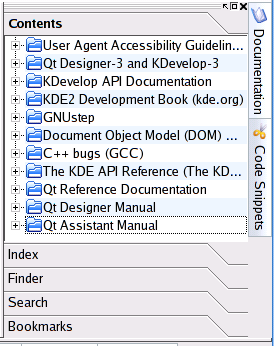 Contents
User Agent Accessibility Guidelin...
Qt Designer-3 and KDevelop-3
KDevelop API Documentation
KDE2 Development Book (kde.org)
GNUstep
Document Object Model (DOM) ...
C++ bugs (GCC)
The KDE API Reference (The KD...
Qt Reference Documentation
Qt Designer Manual
Qt Assistant Manual
Index
Finder
Search
Bookmarks
Documentation
Code Snippets